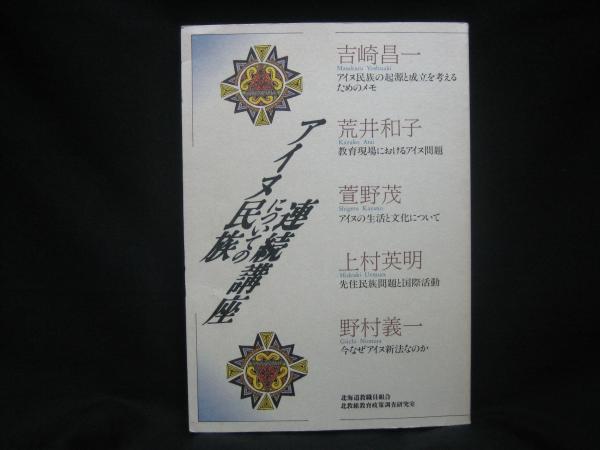 アイヌ民族
についての
連続講座
吉崎昌一
Masakazu Yoshizaki
アイヌ民族の起源と成立を考える
ためのメモ
荒井和子
Kazuko Arai
教育現場におけるアイヌ問題
萱野茂
Shigeru Kayano
アイヌの生活と文化について
上村英明
Hideaki Uemura
先住民族問題と国際活動
野村義一
Giichi Nomura
今なぜアイヌ新法なのか
北海道教職員組合
北教組教育政策調査研究室